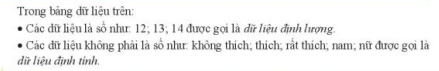 Trong bảng dữ liệu trên:
• Các dữ liệu là số như: 12; 13; 14 được gọi là dữ liệu định lượng.
• Các dữ liệu không phải là số như: không thích; thích; rất thích; nam; nữ được gọi là
dữ liệu định tính.